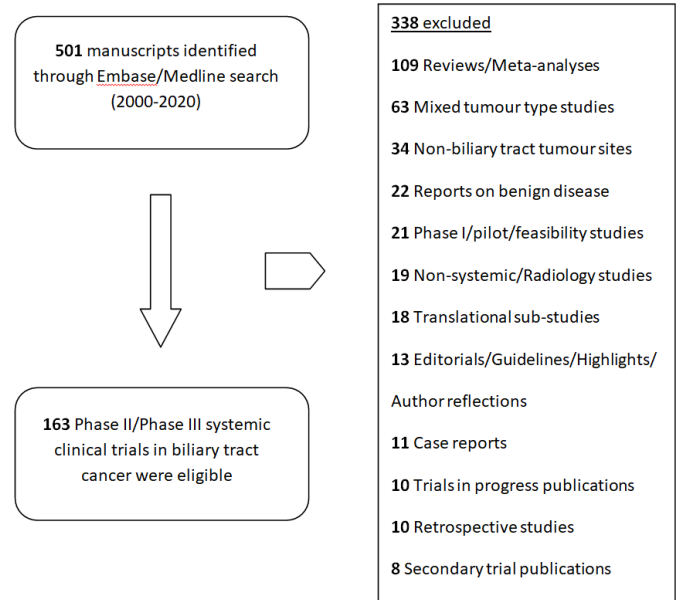 501 manuscripts identified
through Embase/Medline search
(2000-2020)
163 Phase II/Phase III systemic
clinical trials in biliary tract
cancer were eligible
338 excluded
109 Reviews/Meta-analyses
63 Mixed tumour type studies
34 Non-biliary tract tumour sites
22 Reports on benign disease
21 Phase I/pilot/feasibility studies
19 Non-systemic/Radiology studies
18 Translational sub-studies
13 Editorials/Guidelines/Highlights/
Author reflections
11 Case reports
10 Trials in progress publications
10 Retrospective studies
8 Secondary trial publications